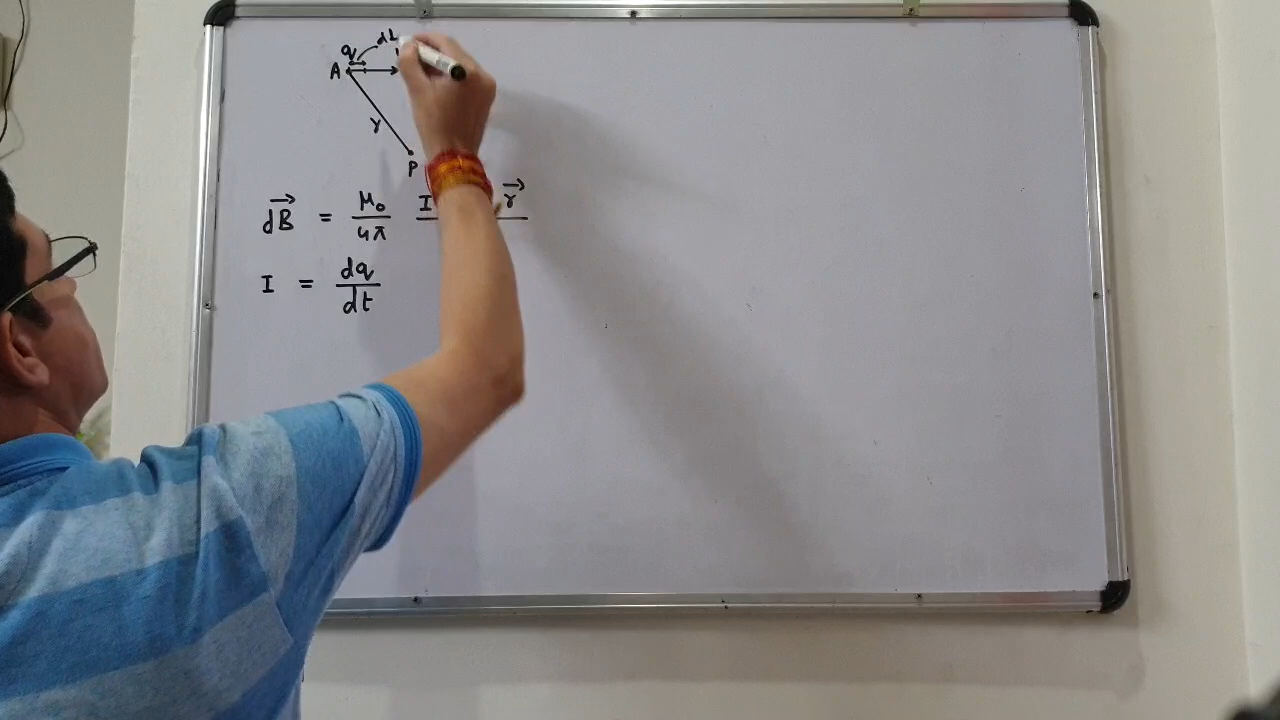 q dl
A
r
P
dB = μ₀/4π I r
I = dq/dt